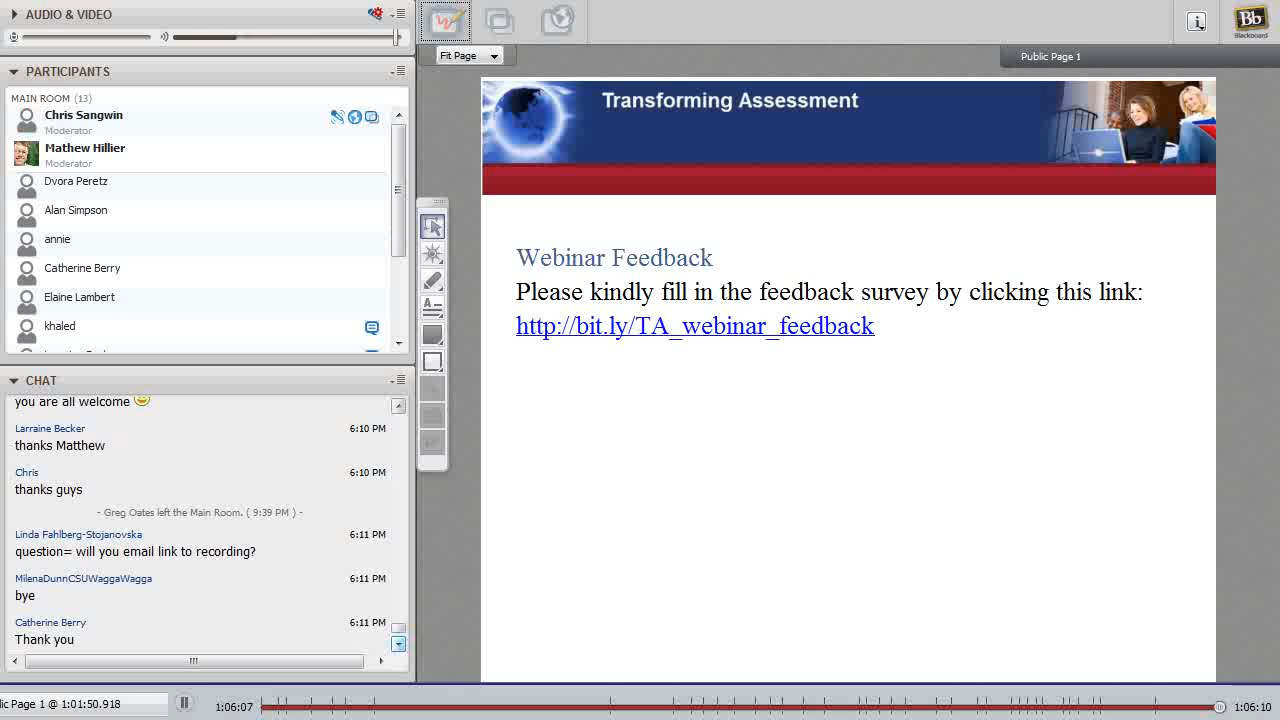 AUDIO & VIDEO
PARTICIPANTS
MAIN ROOM (13)
Chris Sangwin
Moderator
Mathew Hillier
Moderator
Dvora Peretz
Alan Simpson
annie
Catherine Berry
Elaine Lambert
khaled
CHAT
you are all welcome
Larraine Becker 6:10 PM
thanks Matthew
Chris 6:10 PM
thanks guys
- Greg Oates left the Main Room. ( 9:39 PM ) -
Linda Fahlberg-Stojanovska 6:11 PM
question= will you email link to recording?
MilenaDunnCSUWaggaWagga 6:11 PM
bye
Catherine Berry 6:11 PM
Thank you
Fit Page
Public Page 1
Bb
Blackboard
Transforming Assessment
Webinar Feedback
Please kindly fill in the feedback survey by clicking this link:
http://bit.ly/TA_webinar_feedback
lic Page 1 @
1:06:07
1:06:10